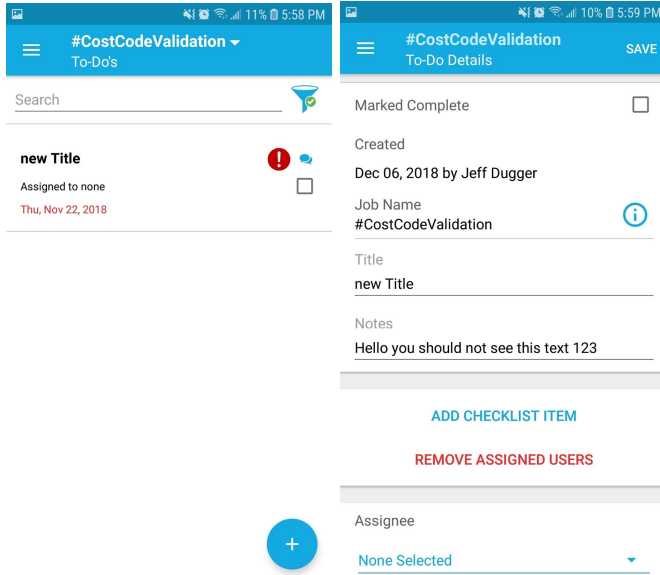 11% 5:58 PM
#CostCodeValidation
To-Do's
Search
new Title
Assigned to none
Thu, Nov 22, 2018
+
10% 5:59 PM
#CostCodeValidation
To-Do Details
SAVE
Marked Complete
Created
Dec 06, 2018 by Jeff Dugger
Job Name
#CostCodeValidation
Title
new Title
Notes
Hello you should not see this text 123
ADD CHECKLIST ITEM
REMOVE ASSIGNED USERS
Assignee
None Selected